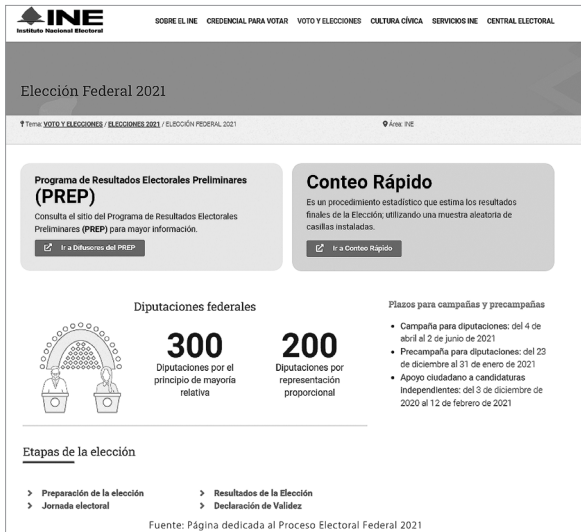 INE
Instituto Nacional Electoral
SOBRE EL INE CREDENCIAL PARA VOTAR VOTO Y ELECCIONES CULTURA CÍVICA SERVICIOS INE CENTRAL ELECTORAL
Elección Federal 2021
Tema: VOTO Y ELECCIONES / ELECCIONES 2021 / ELECCIÓN FEDERAL 2021
Área: INE
Programa de Resultados Electorales Preliminares
(PREP)
Consulta el sitio del Programa de Resultados Electorales
Preliminares (PREP) para mayor información.
Ir a Difusores del PREP
Conteo Rápido
Es un procedimiento estadístico que estima los resultados
finales de la Elección, utilizando una muestra aleatoria de
casillas instaladas.
Ir a Conteo Rápido
Diputaciones federales
300
Diputaciones por el
principio de mayoría
relativa
200
Diputaciones por
representación
proporcional
Plazos para campañas y precampañas
• Campaña para diputaciones: del 4 de
abril al 2 de junio de 2021
• Precampaña para diputaciones: del 23
de diciembre al 31 de enero de 2021
• Apoyo ciudadano a candidaturas
independientes: del 3 de diciembre de
2020 al 12 de febrero de 2021
Etapas de la elección
> Preparación de la elección
> Jornada electoral
> Resultados de la Elección
> Declaración de Validez
Fuente: Página dedicada al Proceso Electoral Federal 2021